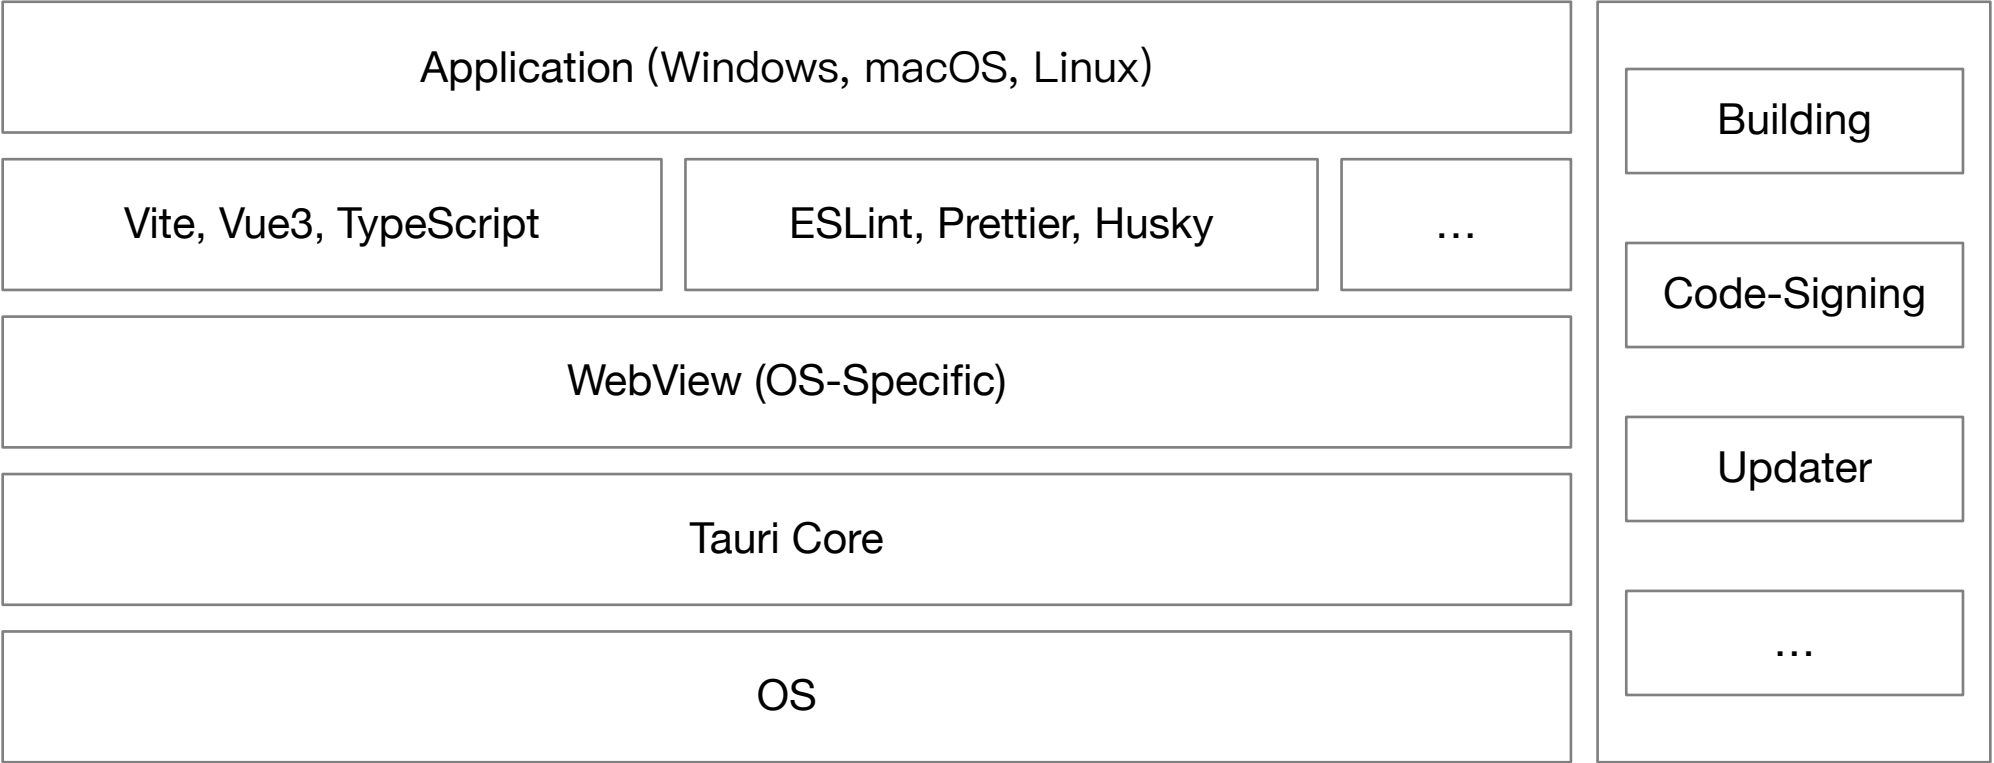 Application (Windows, macOS, Linux)
Vite, Vue3, TypeScript
ESLint, Prettier, Husky
...
WebView (OS-Specific)
Tauri Core
OS
Building
Code-Signing
Updater
...